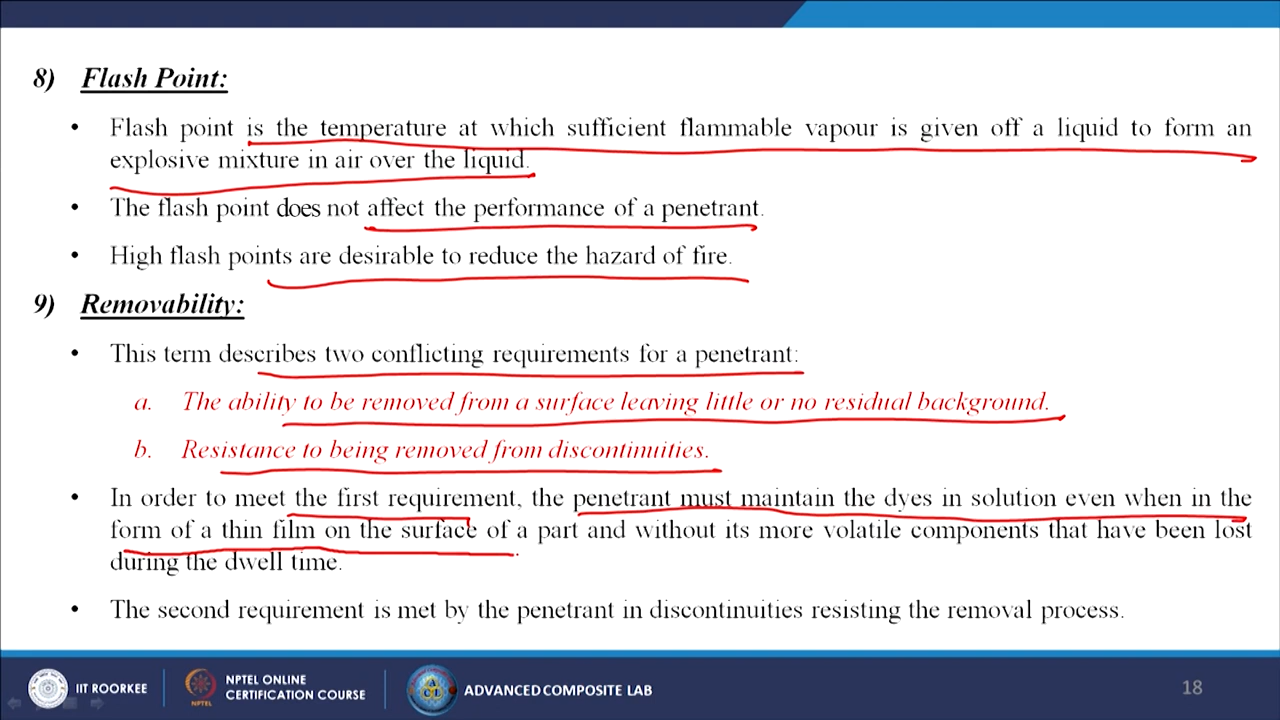 8) Flash Point:
• Flash point is the temperature at which sufficient flammable vapour is given off a liquid to form an
explosive mixture in air over the liquid.
• The flash point does not affect the performance of a penetrant.
• High flash points are desirable to reduce the hazard of fire.
9) Removability:
• This term describes two conflicting requirements for a penetrant:
a. The ability to be removed from a surface leaving little or no residual background.
b. Resistance to being removed from discontinuities.
• In order to meet the first requirement, the penetrant must maintain the dyes in solution even when in the
form of a thin film on the surface of a part and without its more volatile components that have been lost
during the dwell time.
• The second requirement is met by the penetrant in discontinuities resisting the removal process.
IIT ROORKEE
NPTEL
NPTEL ONLINE
CERTIFICATION COURSE
ACL
ADVANCED COMPOSITE LAB
18